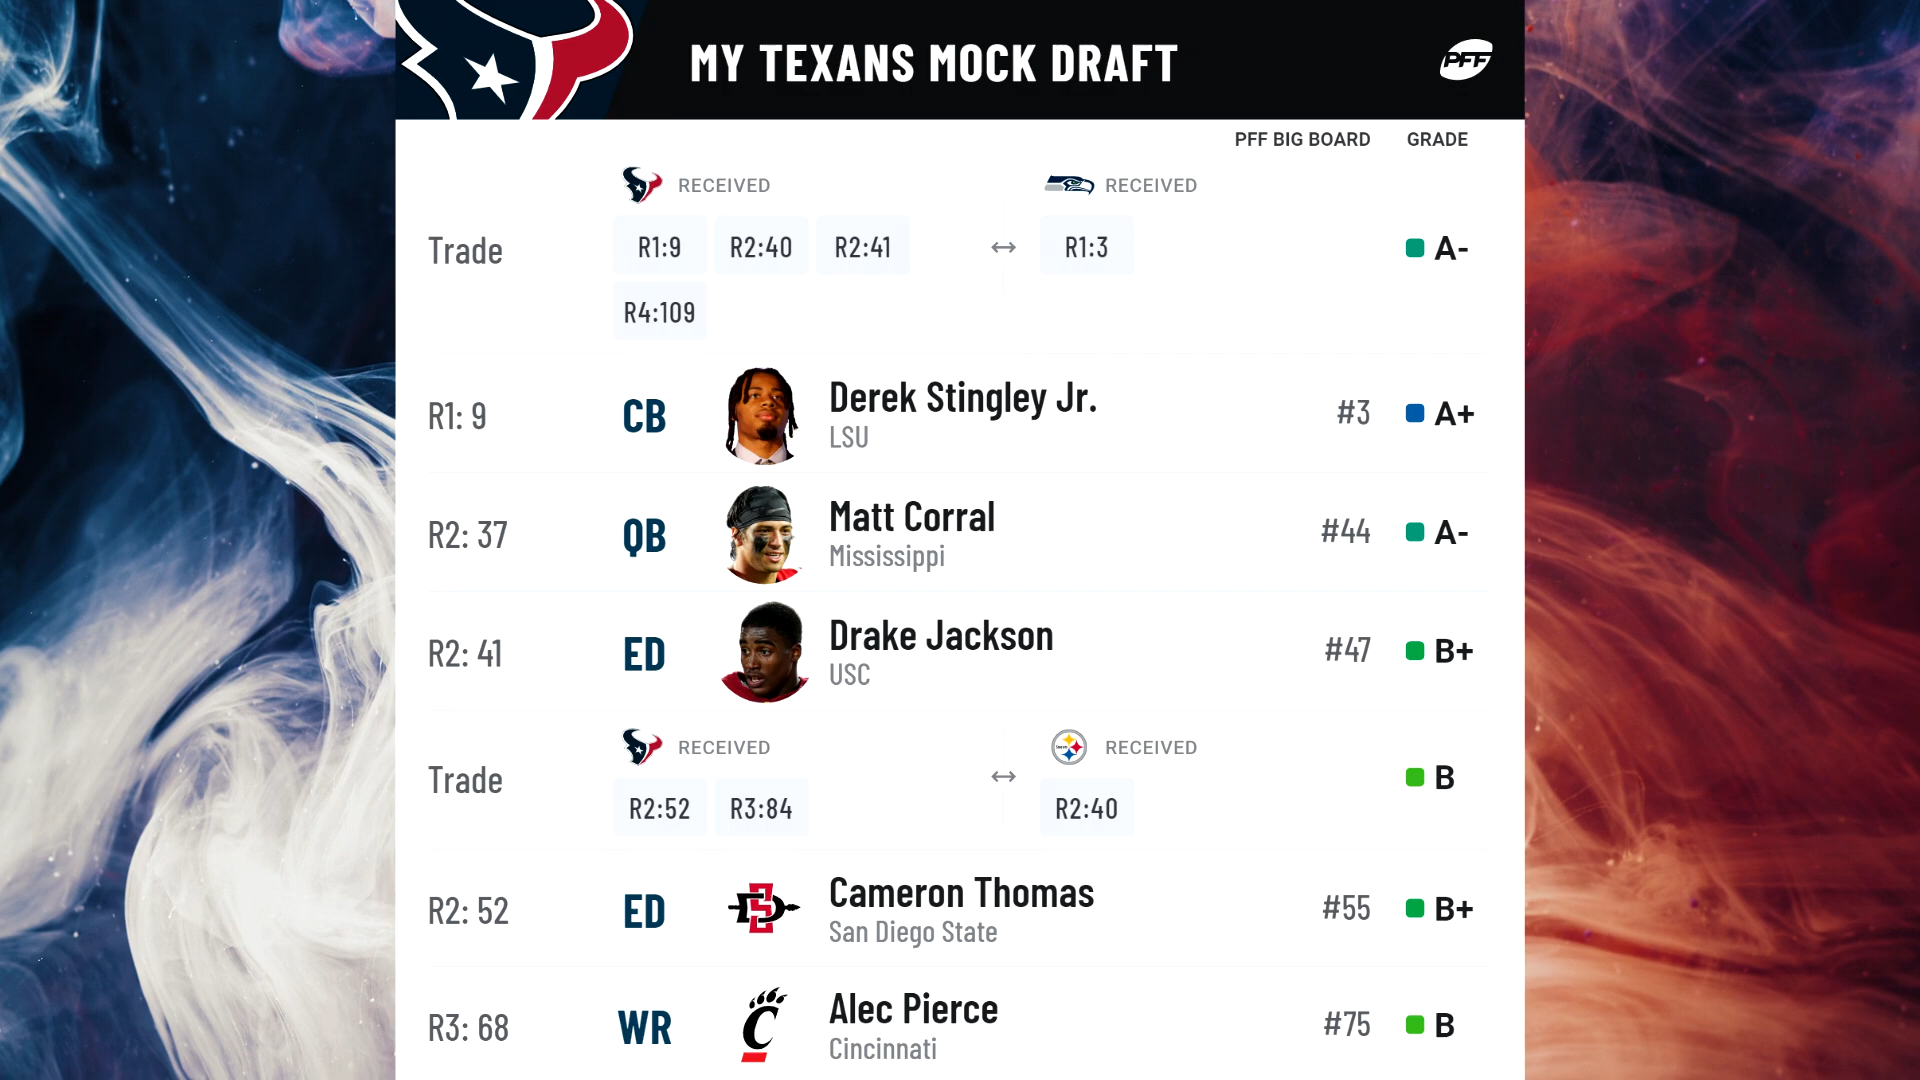 MY TEXANS MOCK DRAFT
PFF
PFF BIG BOARD GRADE
RECEIVED RECEIVED
Trade R1:9 R2:40 R2:41 ↔ R1:3 A-
R4:109
R1: 9 CB Derek Stingley Jr. #3 A+
LSU
R2: 37 QB Matt Corral #44 A-
Mississippi
R2: 41 ED Drake Jackson #47 B+
USC
RECEIVED RECEIVED
Trade R2:52 R3:84 ↔ R2:40 B
R2: 52 ED Cameron Thomas #55 B+
San Diego State
R3: 68 WR Alec Pierce #75 B
Cincinnati